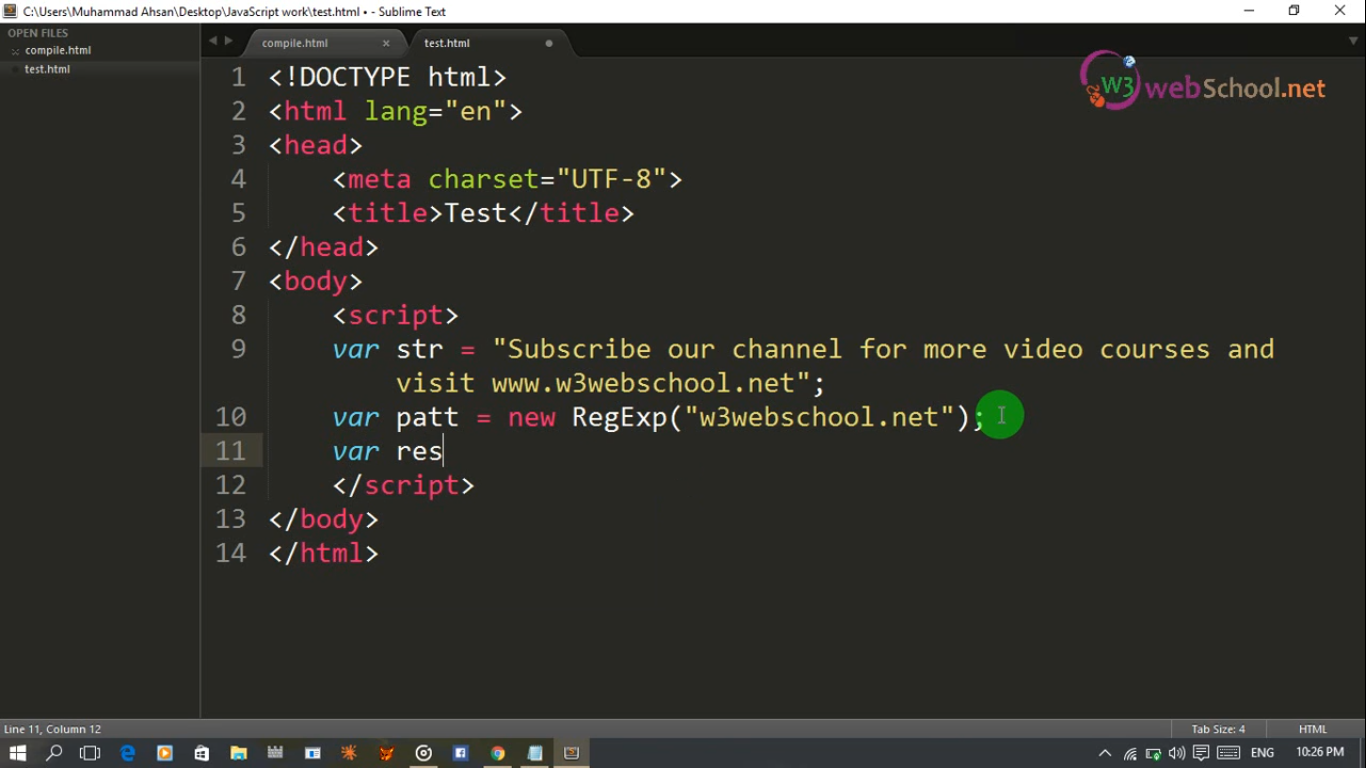 C:\Users\Muhammad Ahsan\Desktop\JavaScript work\test.html • - Sublime Text
OPEN FILES
compile.html
test.html
compile.html
test.html
W3 webSchool.net
1 <!DOCTYPE html>
2 <html lang="en">
3 <head>
4 <meta charset="UTF-8">
5 <title>Test</title>
6 </head>
7 <body>
8 <script>
9 var str = "Subscribe our channel for more video courses and
visit www.w3webschool.net";
10 var patt = new RegExp("w3webschool.net");
11 var res
12 </script>
13 </body>
14 </html>
Line 11, Column 12
Tab Size: 4
HTML
ENG
10:26 PM